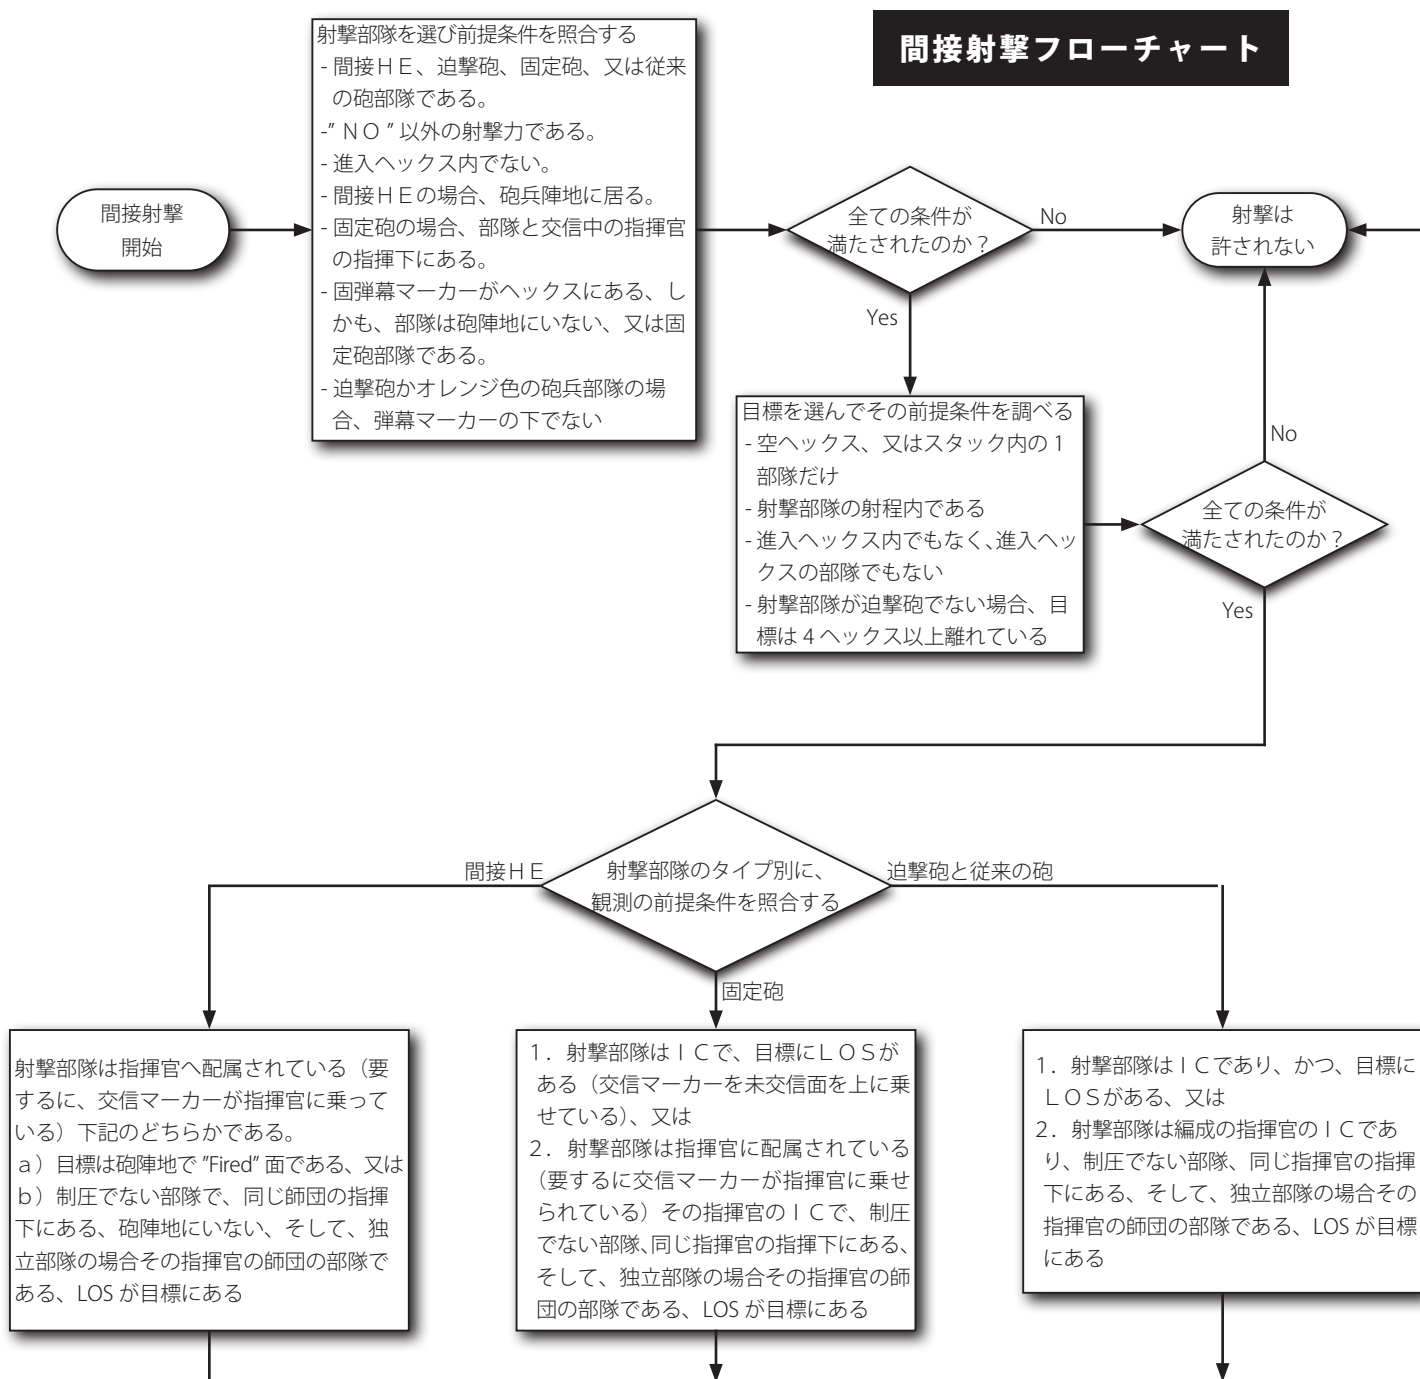 間接射撃フローチャート
間接射撃
開始
射撃部隊を選び前提条件を照合する
- 間接ＨＥ、迫撃砲、固定砲、又は従来
の砲部隊である。
-” ＮＯ ” 以外の射撃力である。
- 進入ヘックス内でない。
- 間接ＨＥの場合、砲兵陣地に居る。
- 固定砲の場合、部隊と交信中の指揮官
の指揮下にある。
- 固弾幕マーカーがヘックスにある、し
かも、部隊は砲陣地にいない、又は固
定砲部隊である。
- 迫撃砲かオレンジ色の砲兵部隊の場
合、弾幕マーカーの下でない
全ての条件が
満たされたのか？
No
Yes
射撃は
許されない
目標を選んでその前提条件を調べる
- 空ヘックス、又はスタック内の 1
部隊だけ
- 射撃部隊の射程内である
- 進入ヘックス内でもなく、進入ヘッ
クスの部隊でもない
- 射撃部隊が迫撃砲でない場合、目
標は 4 ヘックス以上離れている
全ての条件が
満たされたのか？
No
Yes
射撃部隊のタイプ別に、
観測の前提条件を照合する
間接ＨＥ
迫撃砲と従来の砲
固定砲
射撃部隊は指揮官へ配属されている（要
するに、交信マーカーが指揮官に乗って
いる）下記のどちらかである。
ａ）目標は砲陣地で ”Fired” 面である、又は
ｂ）制圧でない部隊で、同じ師団の指揮
下にある、砲陣地にいない、そして、独
立部隊の場合その指揮官の師団の部隊で
ある、LOS が目標にある
１．射撃部隊はＩＣで、目標にＬＯＳが
ある（交信マーカーを未交信面を上に乗
せている）、又は
２．射撃部隊は指揮官に配属されている
（要するに交信マーカーが指揮官に乗せ
られている）その指揮官のＩＣで、制圧
でない部隊、同じ指揮官の指揮下にある、
そして、独立部隊の場合その指揮官の師
団の部隊である、LOS が目標にある
１．射撃部隊はＩＣであり、かつ、目標に
ＬＯＳがある、又は
２．射撃部隊は編成の指揮官のＩＣであ
り、制圧でない部隊、同じ指揮官の指揮
下にある、そして、独立部隊の場合その
指揮官の師団の部隊である、LOS が目標
にある